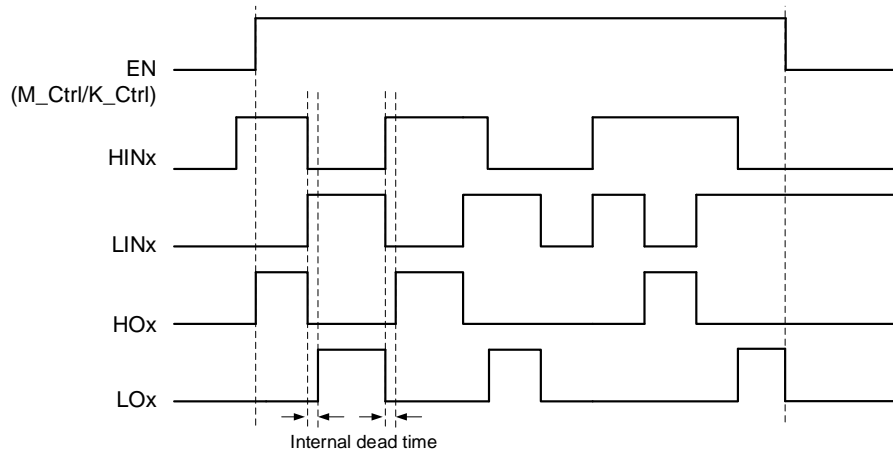 EN
(M_Ctrl/K_Ctrl)
HINx
LINx
HOx
LOx
Internal dead time